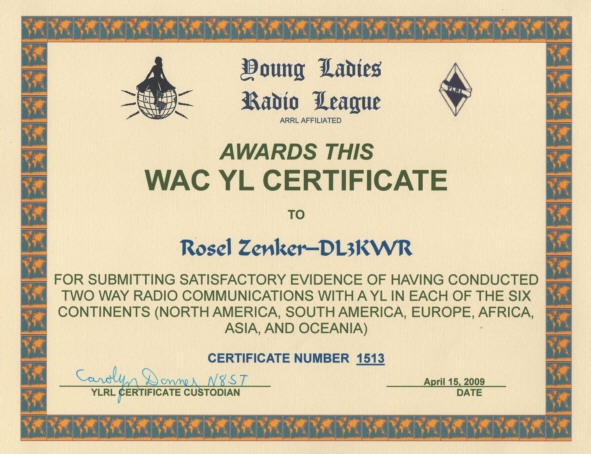 Young Ladies
Radio League
ARRL AFFILIATED
YLRL
AWARDS THIS
WAC YL CERTIFICATE
TO
Rosel Zenker–DL3KWR
FOR SUBMITTING SATISFACTORY EVIDENCE OF HAVING CONDUCTED
TWO WAY RADIO COMMUNICATIONS WITH A YL IN EACH OF THE SIX
CONTINENTS (NORTH AMERICA, SOUTH AMERICA, EUROPE, AFRICA,
ASIA, AND OCEANIA)
CERTIFICATE NUMBER 1513
Carolyn Donner N8ST
April 15, 2009
YLRL CERTIFICATE CUSTODIAN
DATE